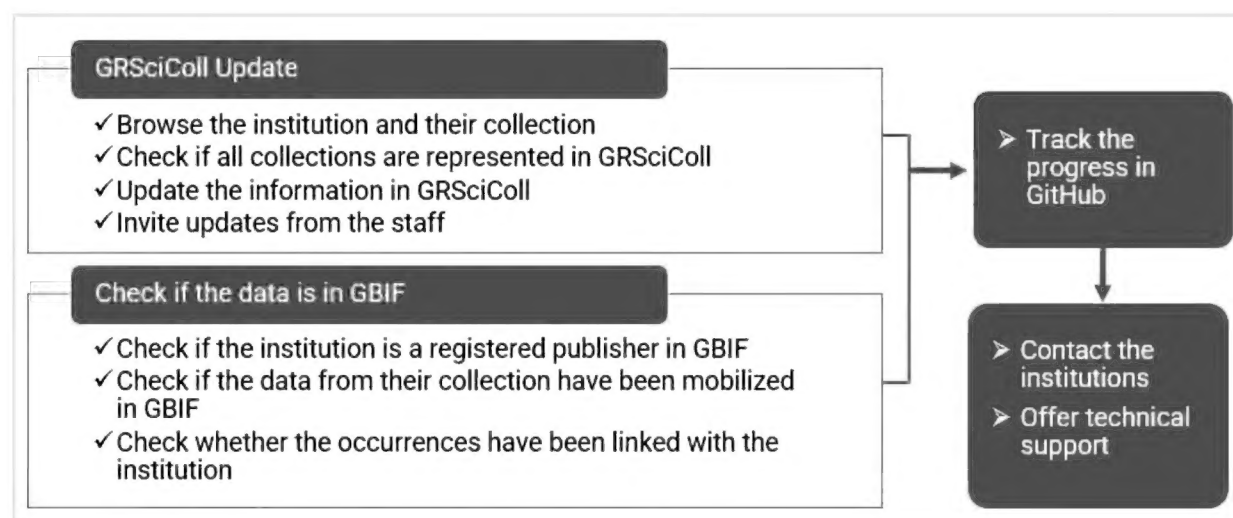 GRSciColl Update
✓ Browse the institution and their collection
✓ Check if all collections are represented in GRSciColl
✓ Update the information in GRSciColl
✓ Invite updates from the staff
Check if the data is in GBIF
✓ Check if the institution is a registered publisher in GBIF
✓ Check if the data from their collection have been mobilized
in GBIF
✓ Check whether the occurrences have been linked with the
institution
➢ Track the
progress in
GitHub
➢ Contact the
institutions
➢ Offer technical
support